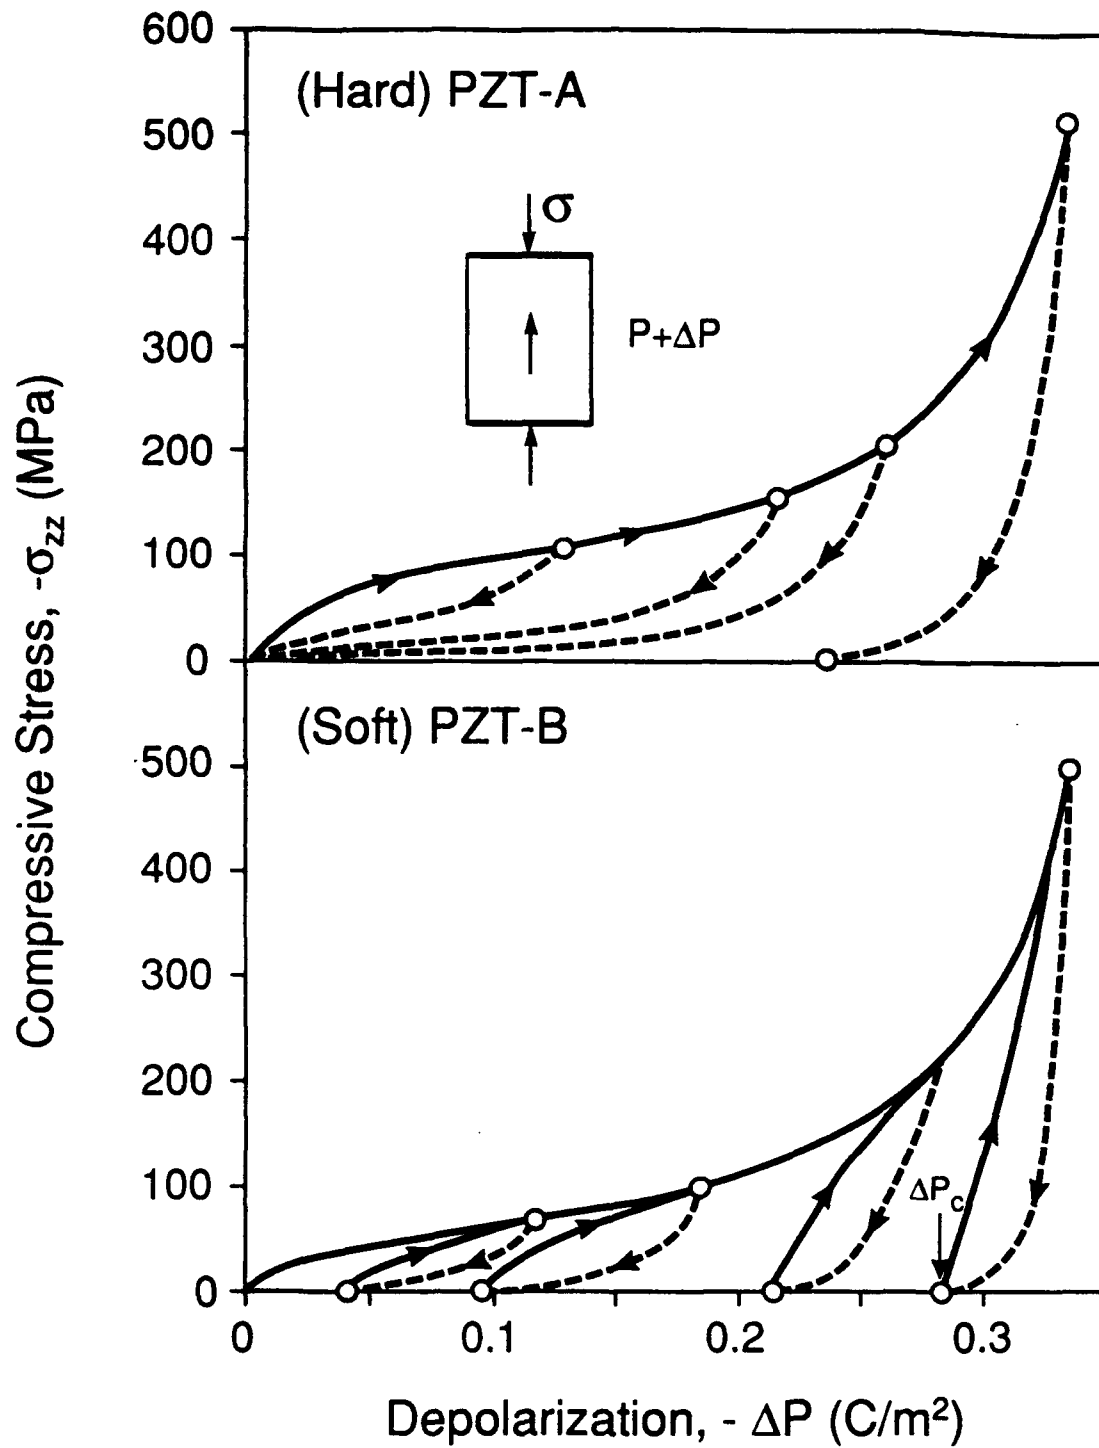 600
(Hard) PZT-A
500
σ
400
P+ΔP
300
200
100
0
Compressive Stress, -σzz (MPa)
(Soft) PZT-B
500
400
300
200
100
ΔPc
0
0 0.1 0.2 0.3
Depolarization, - ΔP (C/m²)